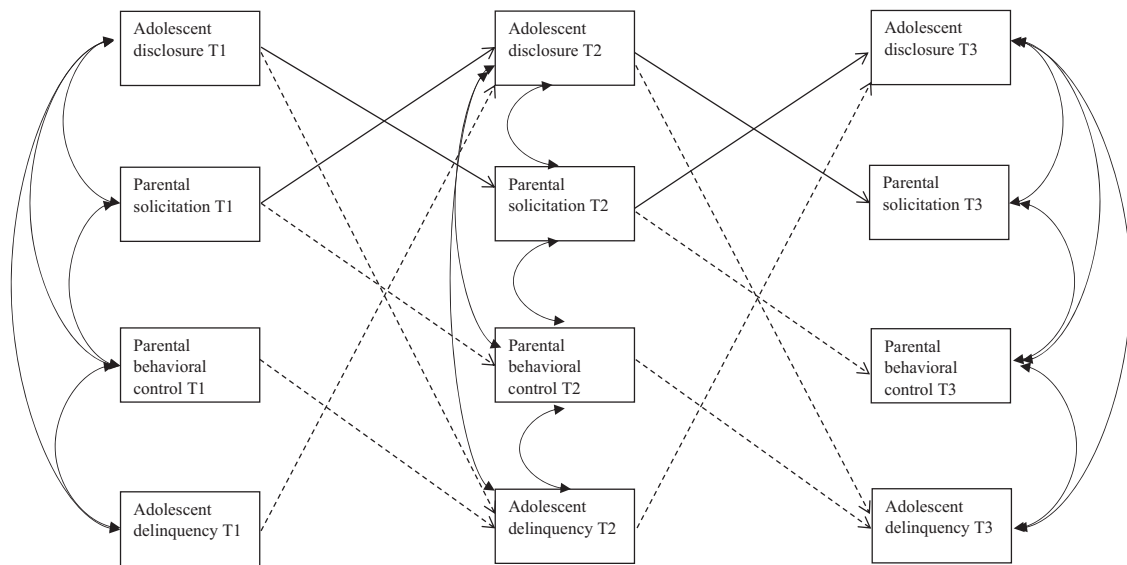 Adolescent
disclosure T1
Adolescent
disclosure T2
Adolescent
disclosure T3
Parental
solicitation T1
Parental
solicitation T2
Parental
solicitation T3
Parental
behavioral
control T1
Parental
behavioral
control T2
Parental
behavioral
control T3
Adolescent
delinquency T1
Adolescent
delinquency T2
Adolescent
delinquency T3